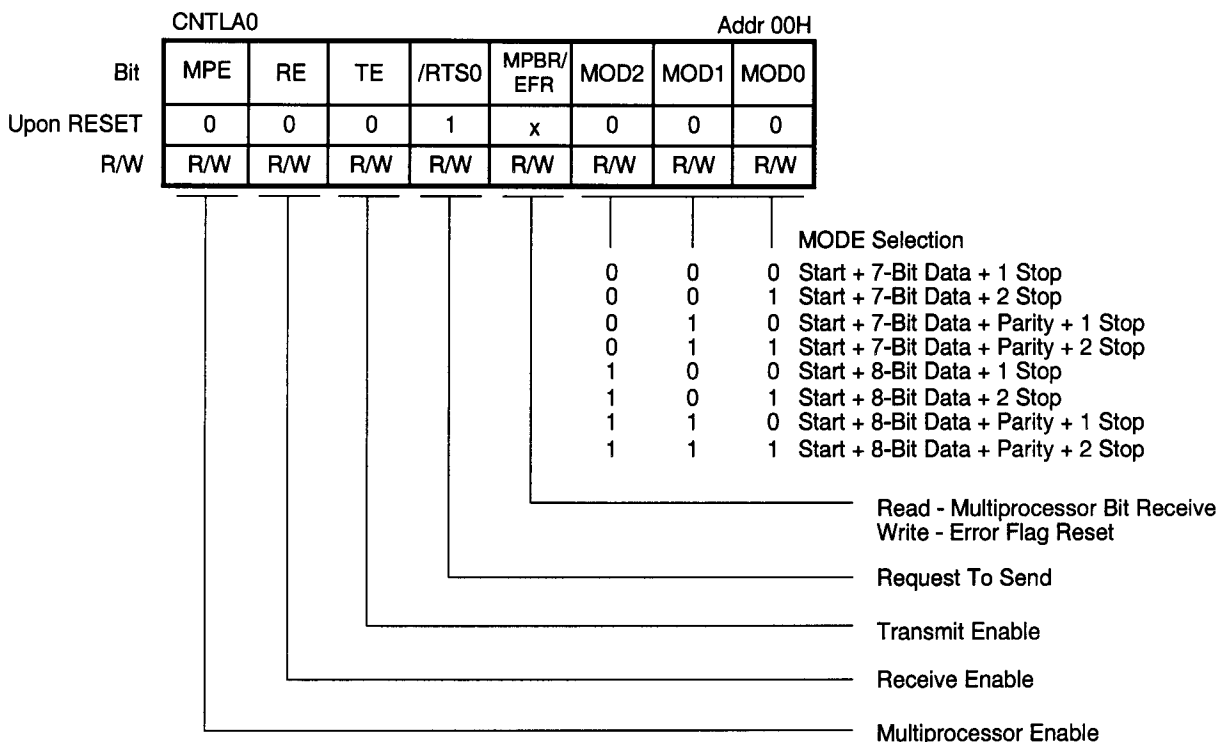 CNTLA0 Addr 00H
Bit MPE RE TE /RTS0 MPBR/ EFR MOD2 MOD1 MOD0
Upon RESET 0 0 0 1 x 0 0 0
R/W R/W R/W R/W R/W R/W R/W R/W R/W
MODE Selection
0 0 0 Start + 7-Bit Data + 1 Stop
0 0 1 Start + 7-Bit Data + 2 Stop
0 1 0 Start + 7-Bit Data + Parity + 1 Stop
0 1 1 Start + 7-Bit Data + Parity + 2 Stop
1 0 0 Start + 8-Bit Data + 1 Stop
1 0 1 Start + 8-Bit Data + 2 Stop
1 1 0 Start + 8-Bit Data + Parity + 1 Stop
1 1 1 Start + 8-Bit Data + Parity + 2 Stop
Read - Multiprocessor Bit Receive
Write - Error Flag Reset
Request To Send
Transmit Enable
Receive Enable
Multiprocessor Enable